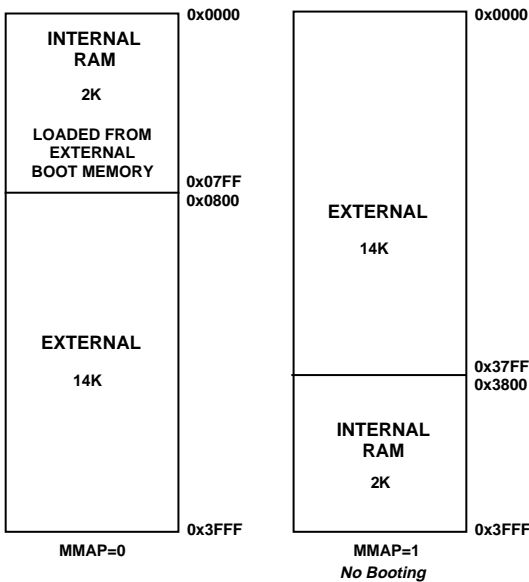 0x0000
INTERNAL
RAM
2K
LOADED FROM
EXTERNAL
BOOT MEMORY
0x07FF
0x0800
EXTERNAL
14K
0x3FFF
MMAP=0
0x0000
EXTERNAL
14K
0x37FF
0x3800
INTERNAL
RAM
2K
0x3FFF
MMAP=1
No Booting